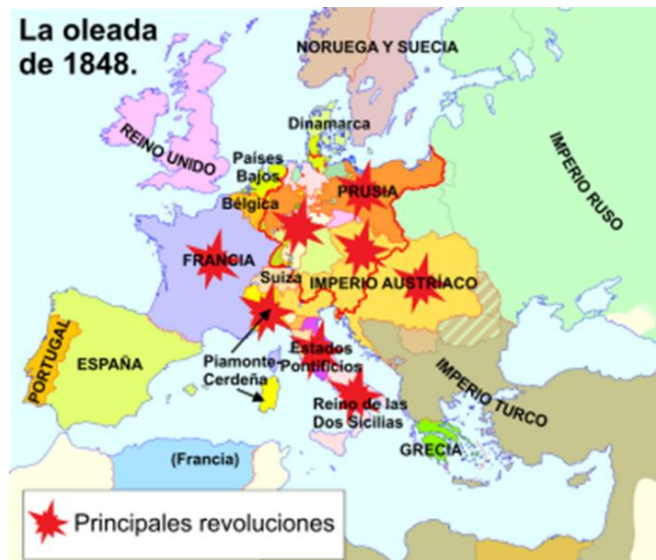 La oleada
de 1848.
NORUEGA Y SUECIA
REINO UNIDO
Dinamarca
Países
Bajos
Bélgica
PRUSIA
IMPERIO RUSO
FRANCIA
Suiza
IMPERIO AUSTRÍACO
PORTUGAL
ESPAÑA
Piamonte-
Cerdeña
Estados
Pontificios
Reino de las
Dos Sicilias
IMPERIO TURCO
GRECIA
(Francia)
Principales revoluciones